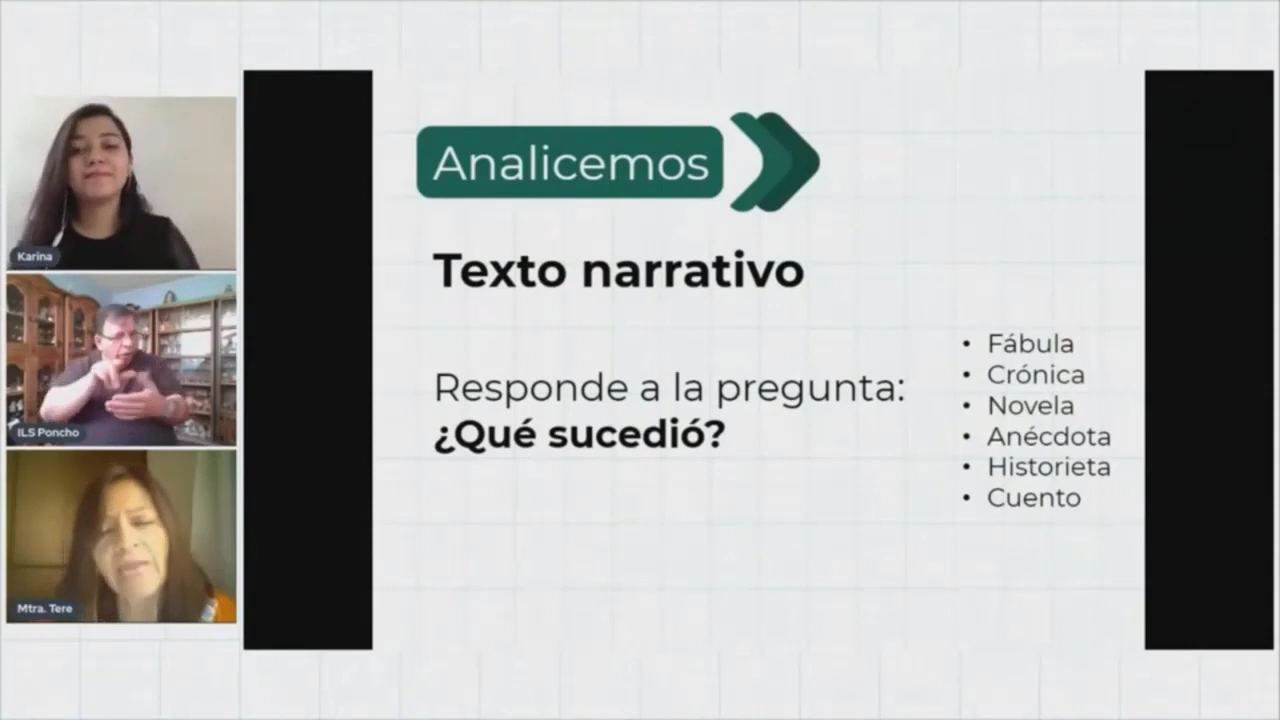 Karina
ILS Poncho
Mtra. Tere
Analicemos
Texto narrativo
Responde a la pregunta:
¿Qué sucedió?
• Fábula
• Crónica
• Novela
• Anécdota
• Historieta
• Cuento